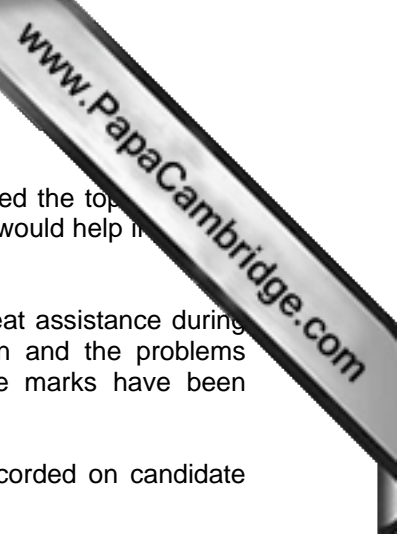 www.PapaCambridge.com
ed the top
would help
eat assistance during
n and the problems
e marks have been
corded on candidate